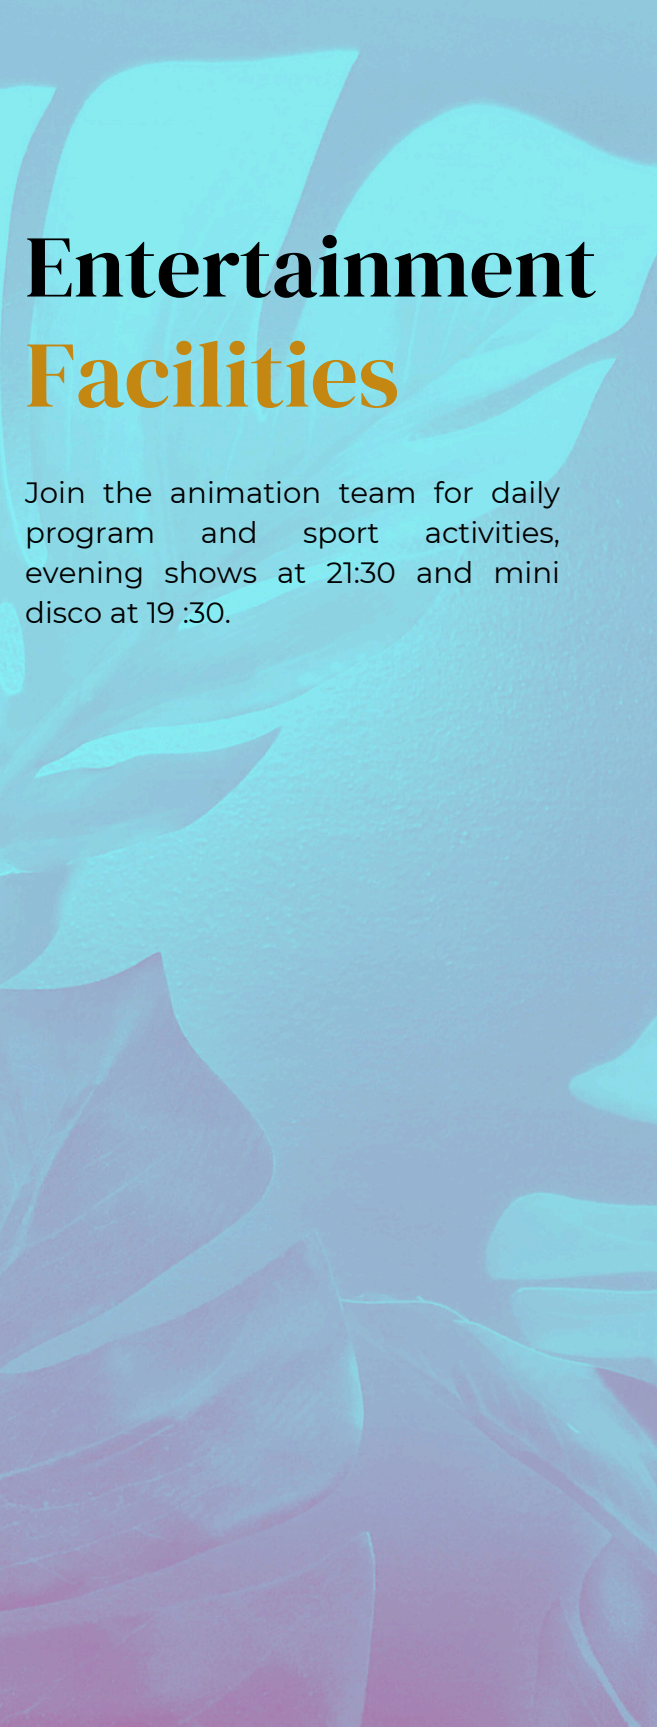 Entertainment
Facilities
Join the animation team for daily
program and sport activities,
evening shows at 21:30 and mini
disco at 19 :30.